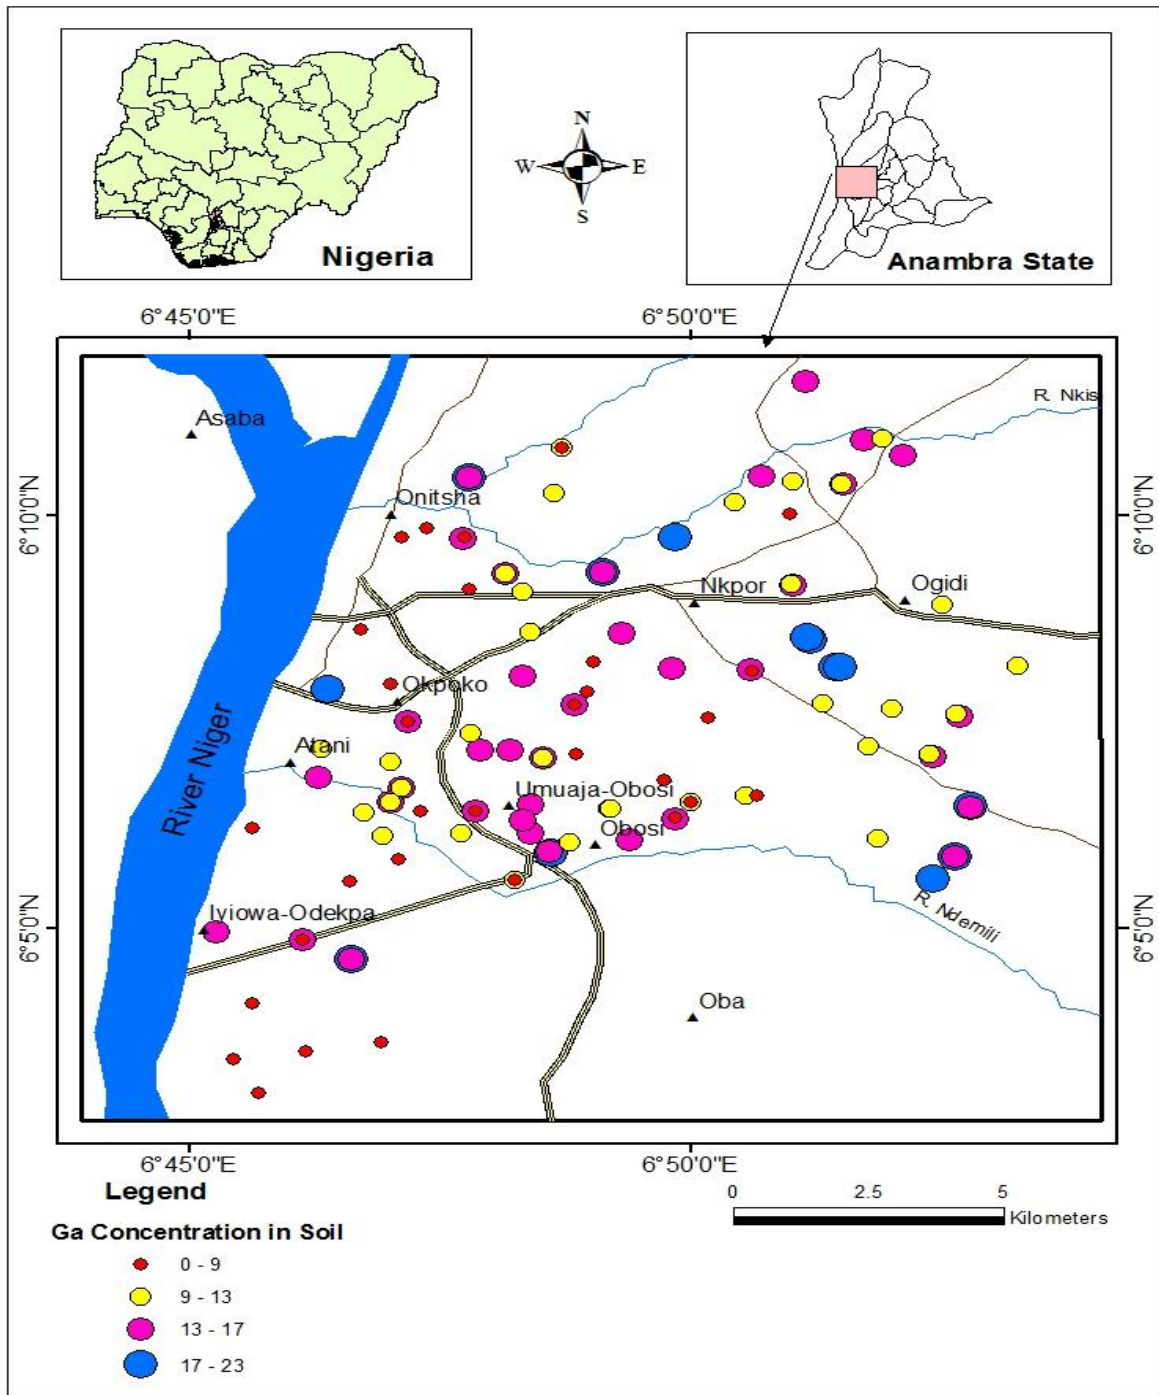 N
W E
S
Nigeria
Anambra State
6°45'0"E 6°50'0"E
Asaba
R. Nkis
Onitsha
6°10'0"N 6°10'0"N
Nkpor
Ogidi
Okpoko
Atani
River Niger
Umuaja-Obosi
Obosi
Iyiowa-Odekpa
R. Ndemili
6°5'0"N 6°5'0"N
Oba
6°45'0"E 6°50'0"E
Legend
0 2.5 5
Kilometers
Ga Concentration in Soil
0 - 9
9 - 13
13 - 17
17 - 23